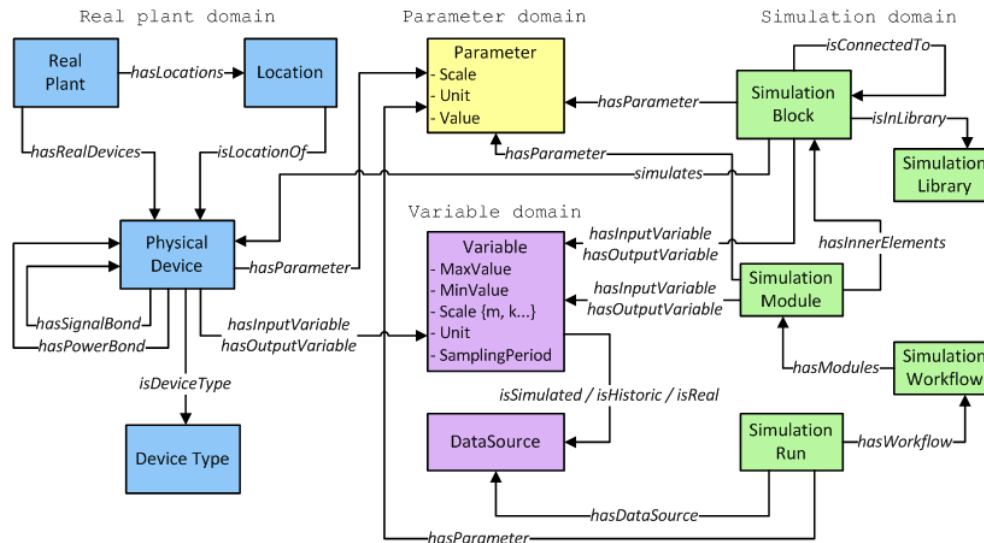 Real plant domain
Parameter domain
Simulation domain
Real
Plant
hasLocations
Location
Parameter
- Scale
- Unit
- Value
isConnectedTo
Simulation
Block
hasParameter
isInLibrary
hasRealDevices
isLocationOf
hasParameter
Simulation
Library
simulates
Variable domain
Physical
Device
hasParameter
Variable
- MaxValue
- MinValue
- Scale {m, k...}
- Unit
- SamplingPeriod
hasInputVariable
hasOutputVariable
hasInnerElements
hasInputVariable
hasOutputVariable
Simulation
Module
hasSignalBond
hasPowerBond
hasInputVariable
hasOutputVariable
hasModules
Simulation
Workflow
isDeviceType
isSimulated / isHistoric / isReal
Device Type
DataSource
Simulation
Run
hasWorkflow
hasDataSource
hasParameter